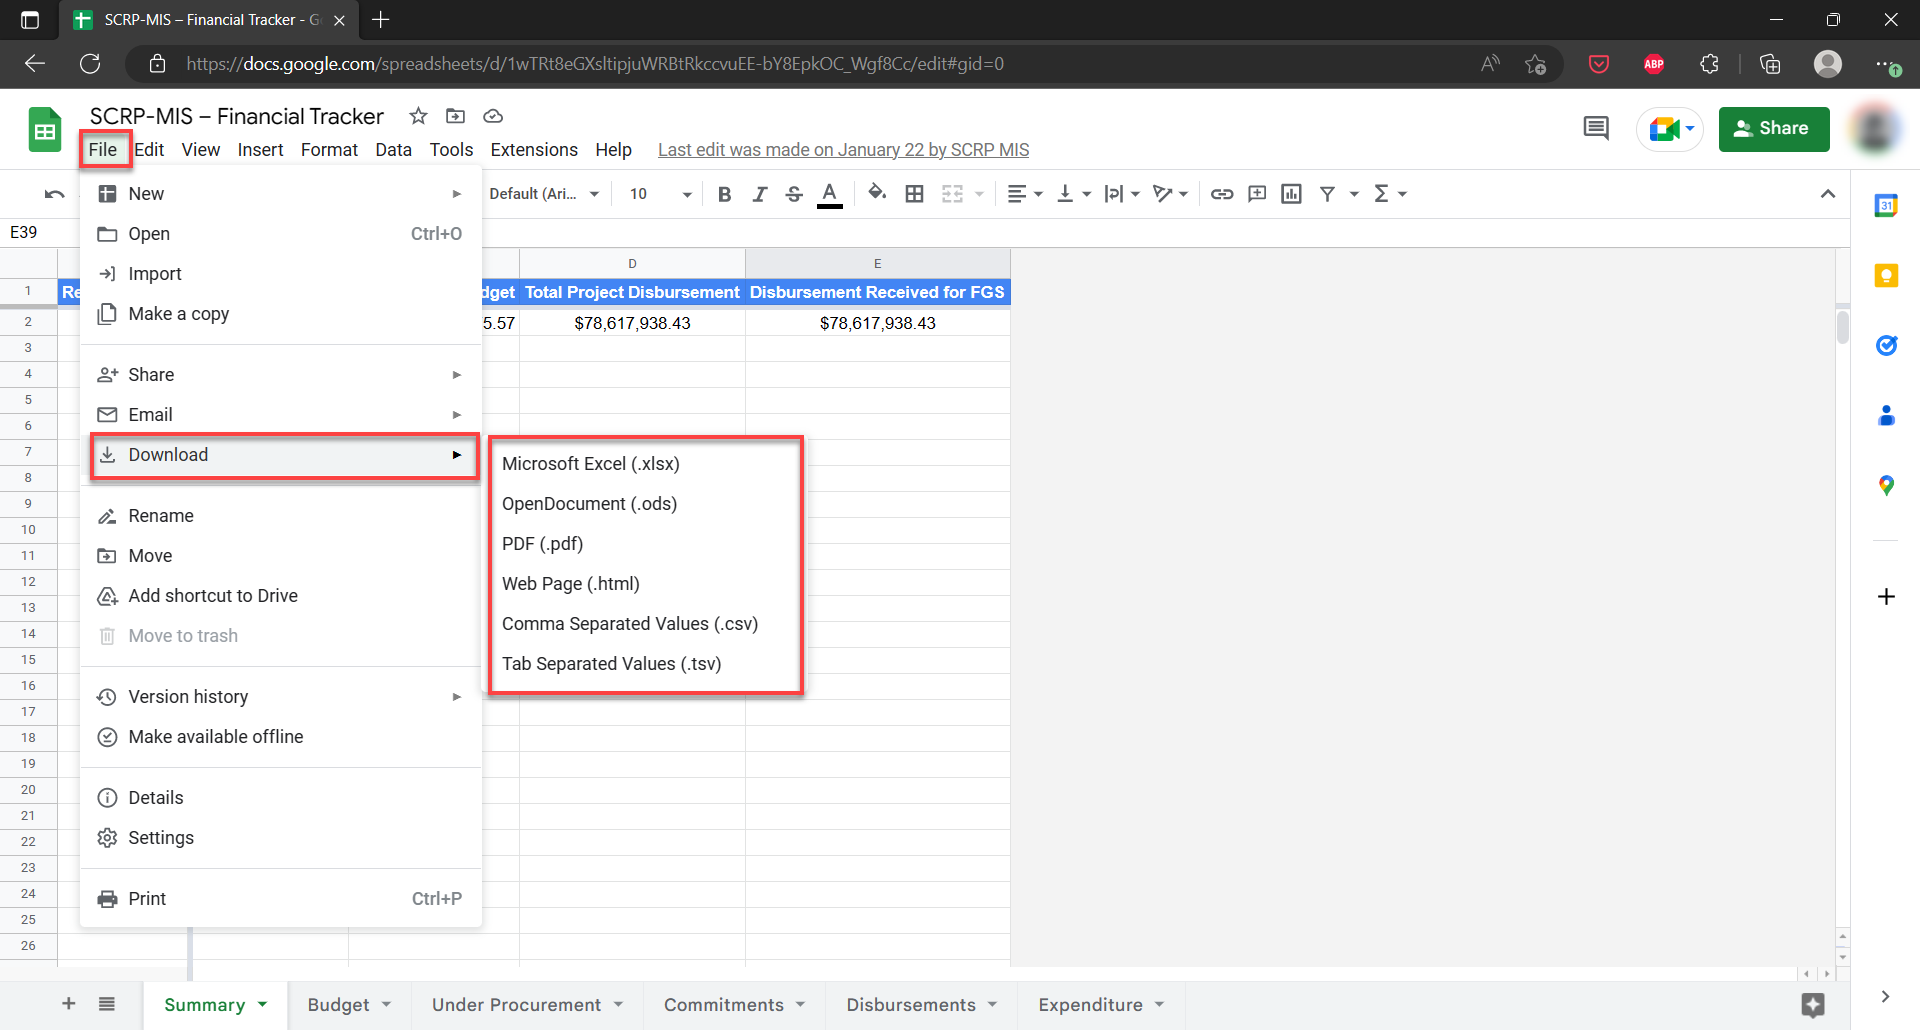 SCRP-MIS – Financial Tracker - G
https://docs.google.com/spreadsheets/d/1wTRt8eGXsltipjuWRBtRkccvuEE-bY8EpkOC_Wgf8Cc/edit#gid=0
ABP
SCRP-MIS – Financial Tracker
Share
File Edit View Insert Format Data Tools Extensions Help Last edit was made on January 22 by SCRP MIS
Default (Ari... 10 B I S A
31
E39
D E
1 Re dget Total Project Disbursement Disbursement Received for FGS
2 5.57 $78,617,938.43 $78,617,938.43
3
4
5
6
7
8
9
10
11
12
13
14
15
16
17
18
19
20
21
22
23
24
25
26
New
Open Ctrl+O
Import
Make a copy
Share
Email
Download
Rename
Move
Add shortcut to Drive
Move to trash
Version history
Make available offline
Details
Settings
Print Ctrl+P
Microsoft Excel (.xlsx)
OpenDocument (.ods)
PDF (.pdf)
Web Page (.html)
Comma Separated Values (.csv)
Tab Separated Values (.tsv)
Summary Budget Under Procurement Commitments Disbursements Expenditure